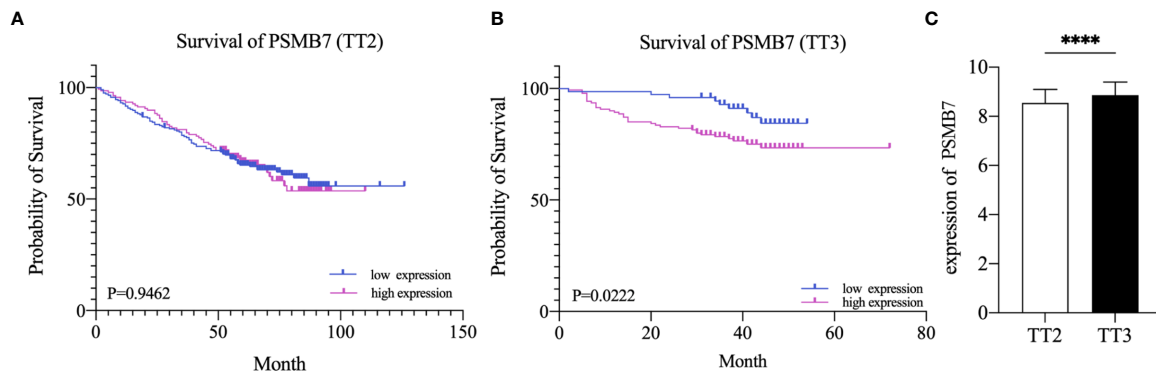 A
Survival of PSMB7 (TT2)
Probability of Survival
100
50
0
0
50
100
150
Month
P=0.9462
low expression
high expression
B
Survival of PSMB7 (TT3)
Probability of Survival
100
50
0
0
20
40
60
80
Month
P=0.0222
low expression
high expression
C
****
expression of PSMB7
10
8
6
4
2
0
TT2
TT3